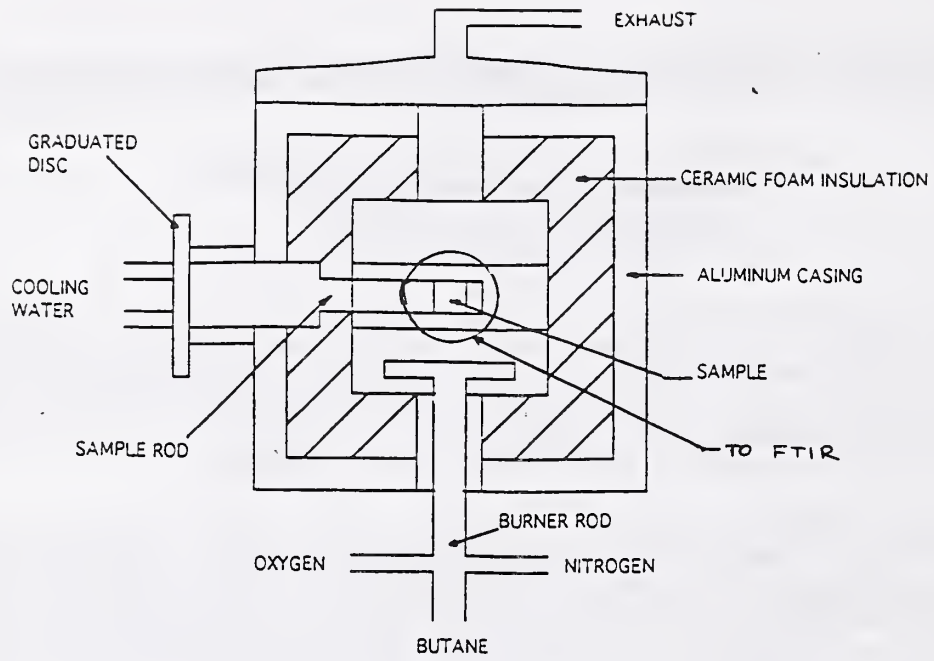 EXHAUST
GRADUATED
DISC
CERAMIC FOAM INSULATION
COOLING
WATER
ALUMINUM CASING
SAMPLE
SAMPLE ROD
TO FTIR
BURNER ROD
OXYGEN
NITROGEN
BUTANE